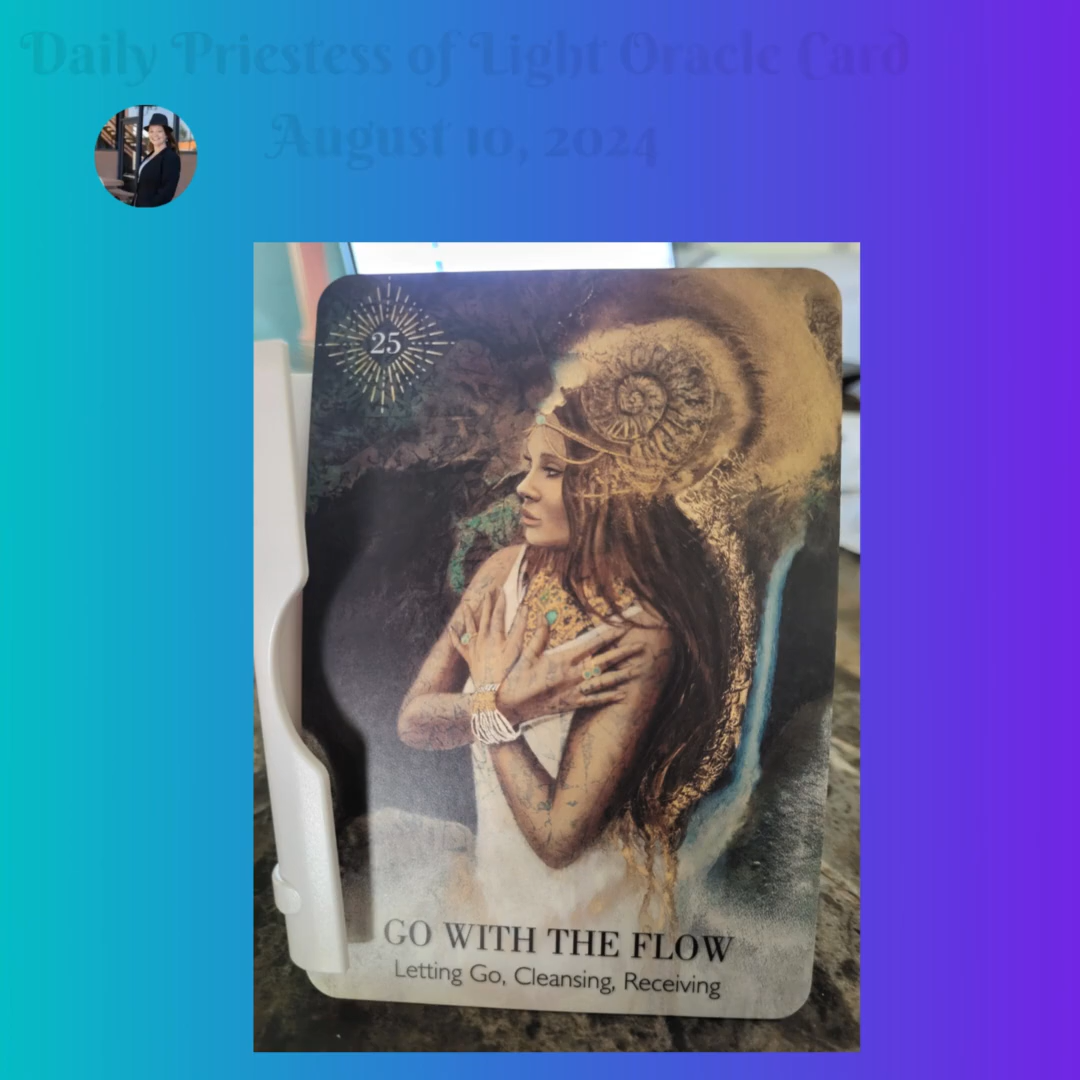 Daily Priestess of Light Oracle Card
August 10, 2024
25
GO WITH THE FLOW
Letting Go, Cleansing, Receiving